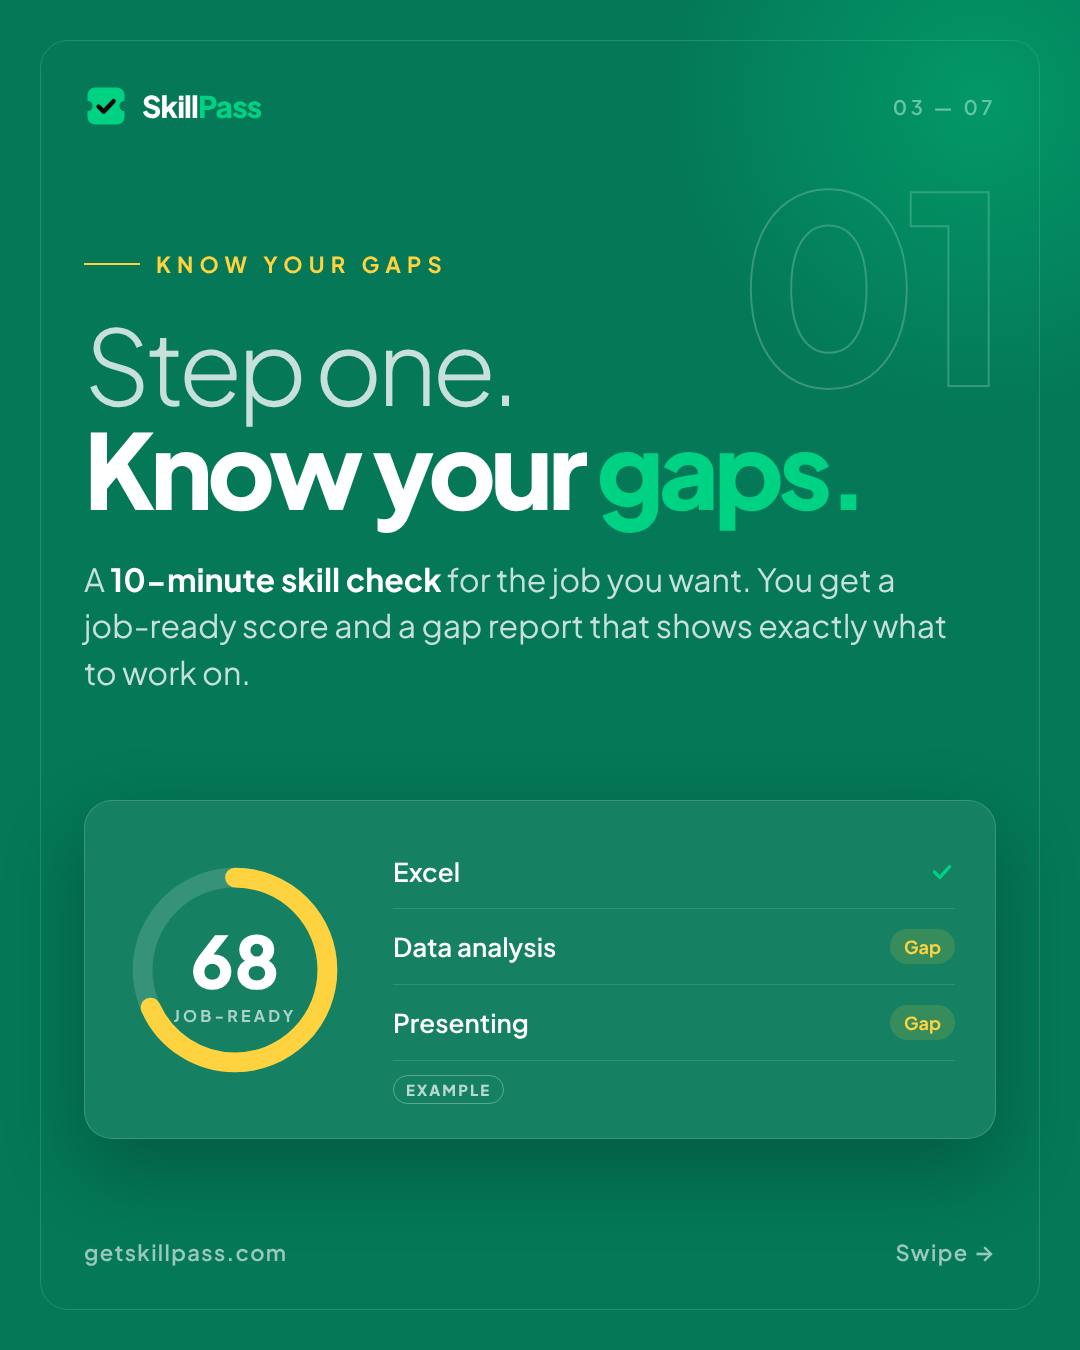 SkillPass
03 — 07
01
KNOW YOUR GAPS
Step one.
Know your gaps.
A 10-minute skill check for the job you want. You get a
job-ready score and a gap report that shows exactly what
to work on.
68
JOB-READY
Excel
Data analysis
Gap
Presenting
Gap
EXAMPLE
getskillpass.com
Swipe →